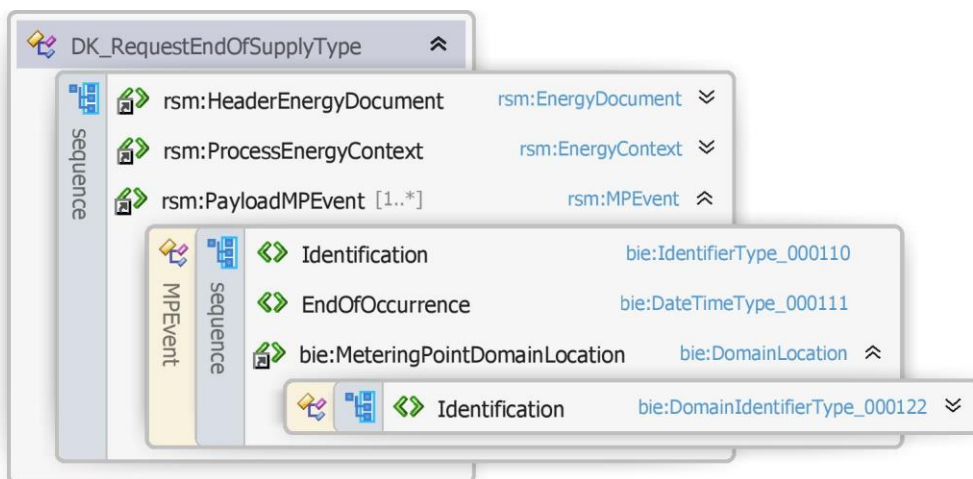 DK_RequestEndOfSupplyType
sequence
rsm:HeaderEnergyDocument rsm:EnergyDocument
rsm:ProcessEnergyContext rsm:EnergyContext
rsm:PayloadMPEvent [1..*] rsm:MPEvent
MPEvent
sequence
Identification bie:IdentifierType_000110
EndOfOccurrence bie:DateTimeType_000111
bie:MeteringPointDomainLocation bie:DomainLocation
Identification bie:DomainIdentifierType_000122